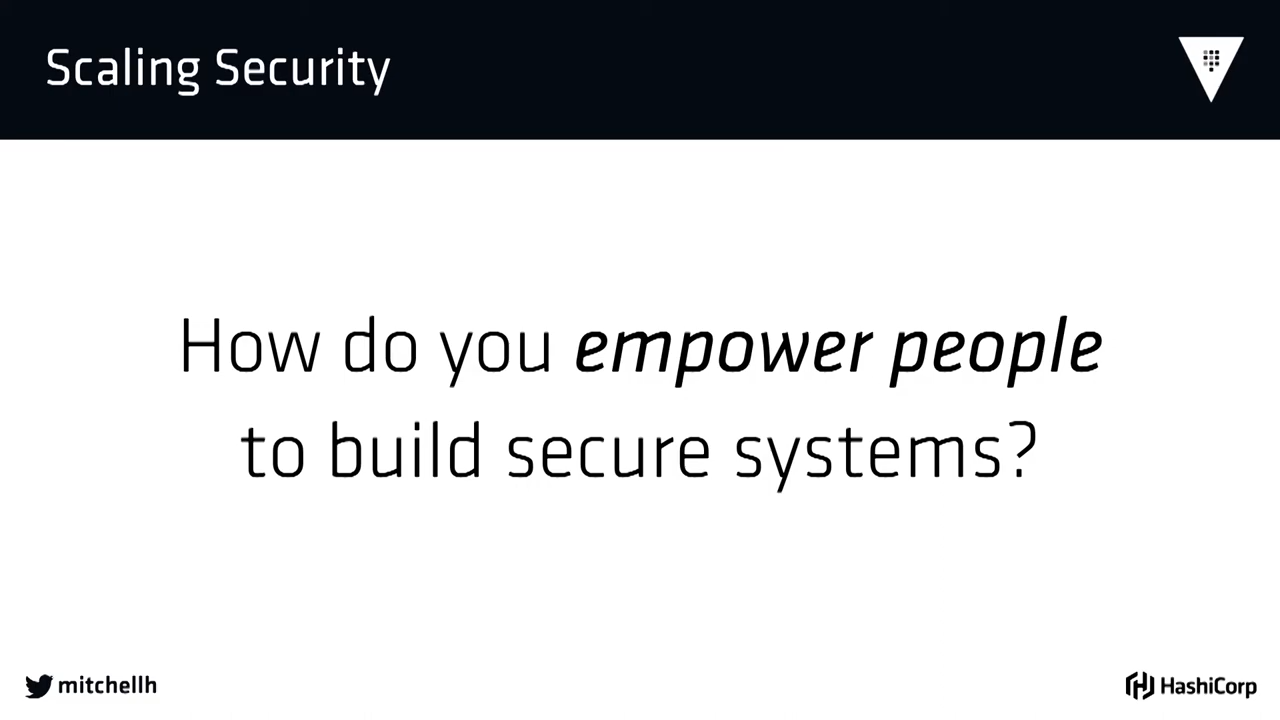 Scaling Security
How do you empower people
to build secure systems?
mitchellh
HashiCorp